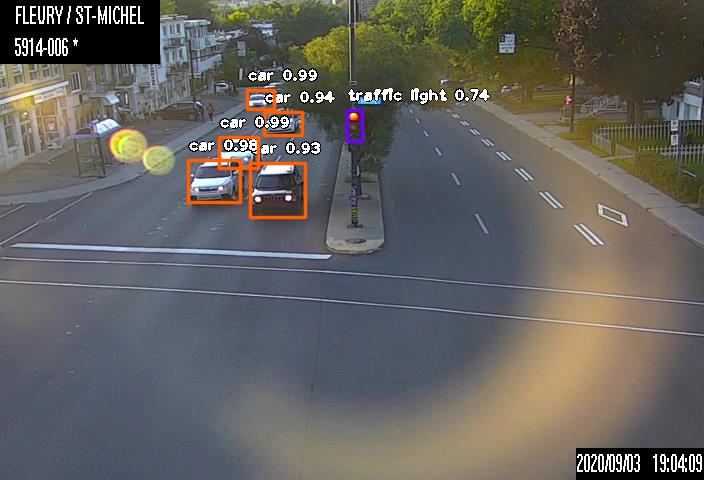 FLEURY / ST-MICHEL
5914-006 *
car 0.99
car 0.94
traffic light 0.74
car 0.99
car 0.98
car 0.93
2020/09/03 19:04:09